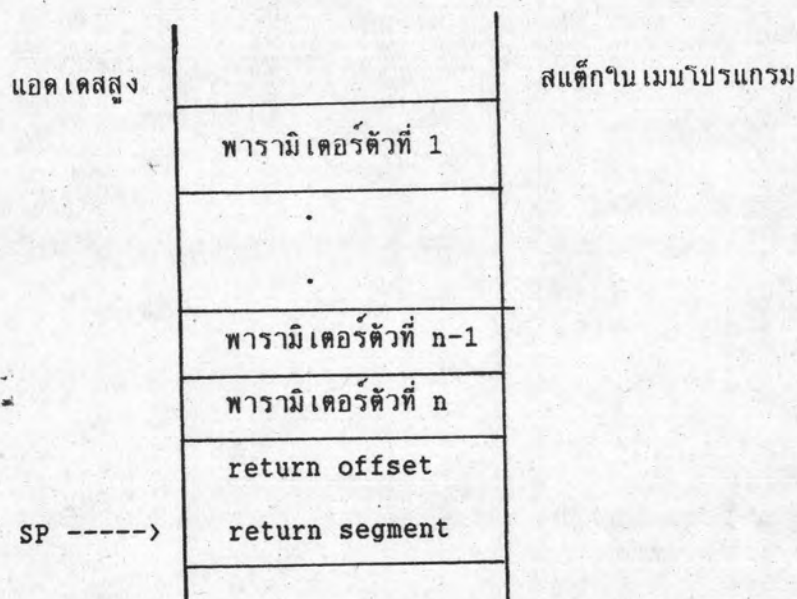 แอดเดสสูง
สแต็กในเมนโปรแกรม
พารามิเตอร์ตัวที่ 1
.
.
พารามิเตอร์ตัวที่ n-1
พารามิเตอร์ตัวที่ n
return offset
SP -----> return segment